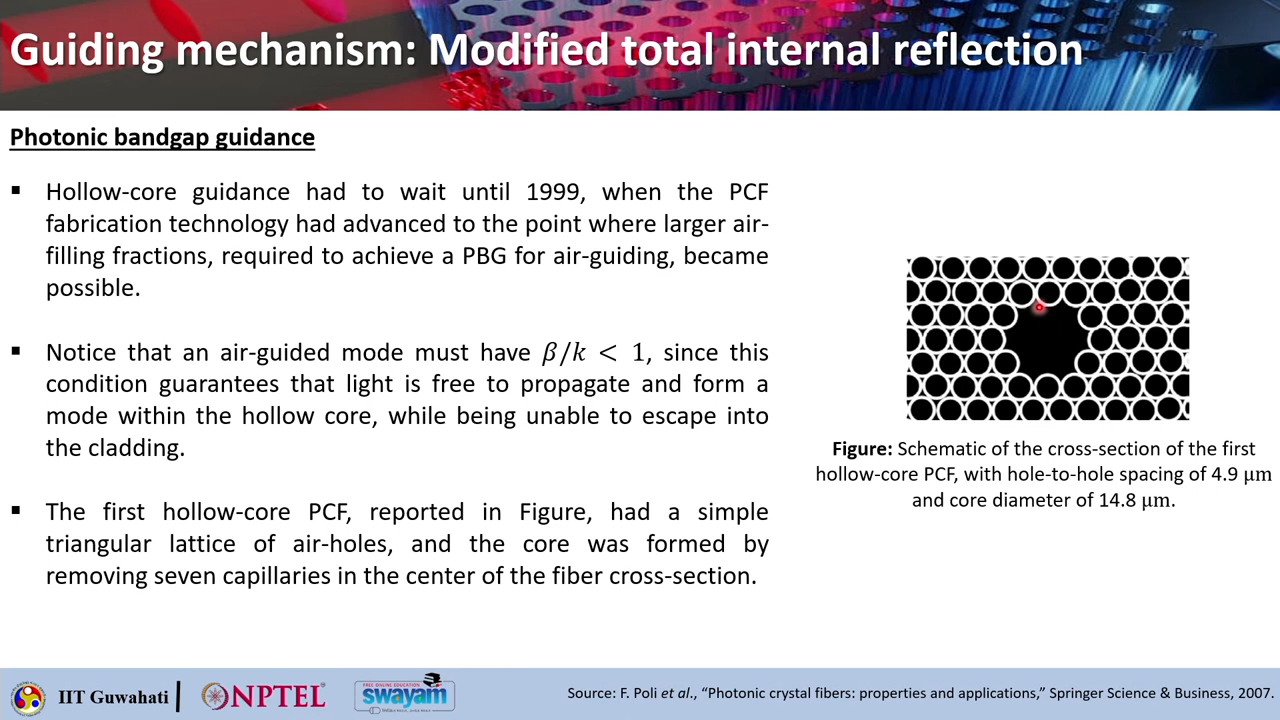 Guiding mechanism: Modified total internal reflection
Photonic bandgap guidance
▪ Hollow-core guidance had to wait until 1999, when the PCF
fabrication technology had advanced to the point where larger air-
filling fractions, required to achieve a PBG for air-guiding, became
possible.
▪ Notice that an air-guided mode must have β/k < 1, since this
condition guarantees that light is free to propagate and form a
mode within the hollow core, while being unable to escape into
the cladding.
▪ The first hollow-core PCF, reported in Figure, had a simple
triangular lattice of air-holes, and the core was formed by
removing seven capillaries in the center of the fiber cross-section.
Figure: Schematic of the cross-section of the first
hollow-core PCF, with hole-to-hole spacing of 4.9 μm
and core diameter of 14.8 μm.
IIT Guwahati
NPTEL
FREE ONLINE EDUCATION
swayam
Source: F. Poli et al., “Photonic crystal fibers: properties and applications,” Springer Science & Business, 2007.